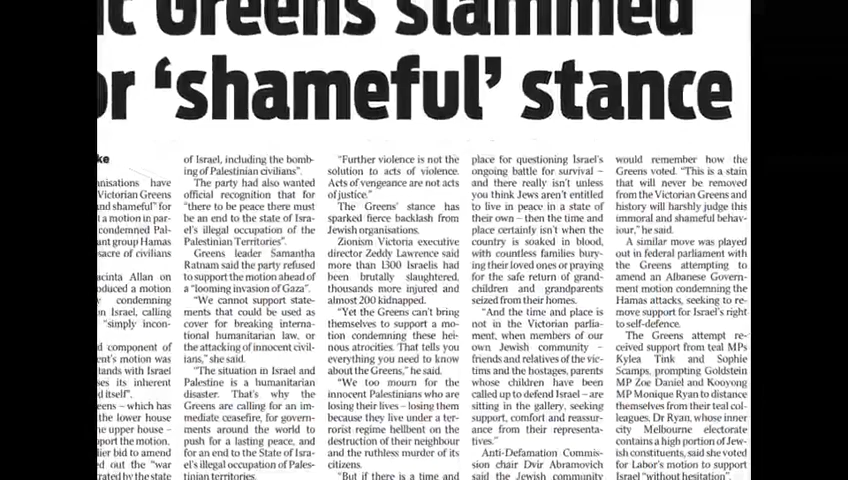 ic Greens slammed
or ‘shameful’ stance
ke
anisations have
Victorian Greens
and shameful” for
t a motion in par-
condemned Pal-
ant group Hamas
sacre of civilians
acinta Allan on
oduced a motion
condemning
n Israel, calling
“simply incon-
d component of
ent’s motion was
tands with Israel
ses its inherent
d itself”.
eens – which has
the lower house
he upper house –
pport the motion.
lier bid to amend
ed out the “war
trated by the state
of Israel, including the bomb-
ing of Palestinian civilians”.
The party had also wanted
official recognition that for
“there to be peace there must
be an end to the state of Isra-
el’s illegal occupation of the
Palestinian Territories”.
Greens leader Samantha
Ratnam said the party refused
to support the motion ahead of
a “looming invasion of Gaza”.
“We cannot support state-
ments that could be used as
cover for breaking interna-
tional humanitarian law, or
the attacking of innocent civil-
ians,” she said.
“The situation in Israel and
Palestine is a humanitarian
disaster. That’s why the
Greens are calling for an im-
mediate ceasefire, for govern-
ments around the world to
push for a lasting peace, and
for an end to the State of Isra-
el’s illegal occupation of Pales-
tinian territories.
“Further violence is not the
solution to acts of violence.
Acts of vengeance are not acts
of justice.”
The Greens’ stance has
sparked fierce backlash from
Jewish organisations.
Zionism Victoria executive
director Zeddy Lawrence said
more than 1300 Israelis had
been brutally slaughtered,
thousands more injured and
almost 200 kidnapped.
“Yet the Greens can’t bring
themselves to support a mo-
tion condemning these hei-
nous atrocities. That tells you
everything you need to know
about the Greens,” he said.
“We too mourn for the
innocent Palestinians who are
losing their lives – losing them
because they live under a ter-
rorist regime hellbent on the
destruction of their neighbour
and the ruthless murder of its
citizens.
“But if there is a time and
place for questioning Israel’s
ongoing battle for survival –
and there really isn’t unless
you think Jews aren’t entitled
to live in peace in a state of
their own – then the time and
place certainly isn’t when the
country is soaked in blood,
with countless families bury-
ing their loved ones or praying
for the safe return of grand-
children and grandparents
seized from their homes.
“And the time and place is
not in the Victorian parlia-
ment, when members of our
own Jewish community –
friends and relatives of the vic-
tims and the hostages, parents
whose children have been
called up to defend Israel – are
sitting in the gallery, seeking
support, comfort and reassur-
ance from their representa-
tives.”
Anti-Defamation Commis-
sion chair Dvir Abramovich
said the Jewish community
would remember how the
Greens voted. “This is a stain
that will never be removed
from the Victorian Greens and
history will harshly judge this
immoral and shameful behav-
iour,” he said.
A similar move was played
out in federal parliament with
the Greens attempting to
amend an Albanese Govern-
ment motion condemning the
Hamas attacks, seeking to re-
move support for Israel’s right
to self-defence.
The Greens attempt re-
ceived support from teal MPs
Kylea Tink and Sophie
Scamps, prompting Goldstein
MP Zoe Daniel and Kooyong
MP Monique Ryan to distance
themselves from their teal col-
leagues. Dr Ryan, whose inner
city Melbourne electorate
contains a high portion of Jew-
ish constituents, said she voted
for Labor’s motion to support
Israel “without hesitation”.